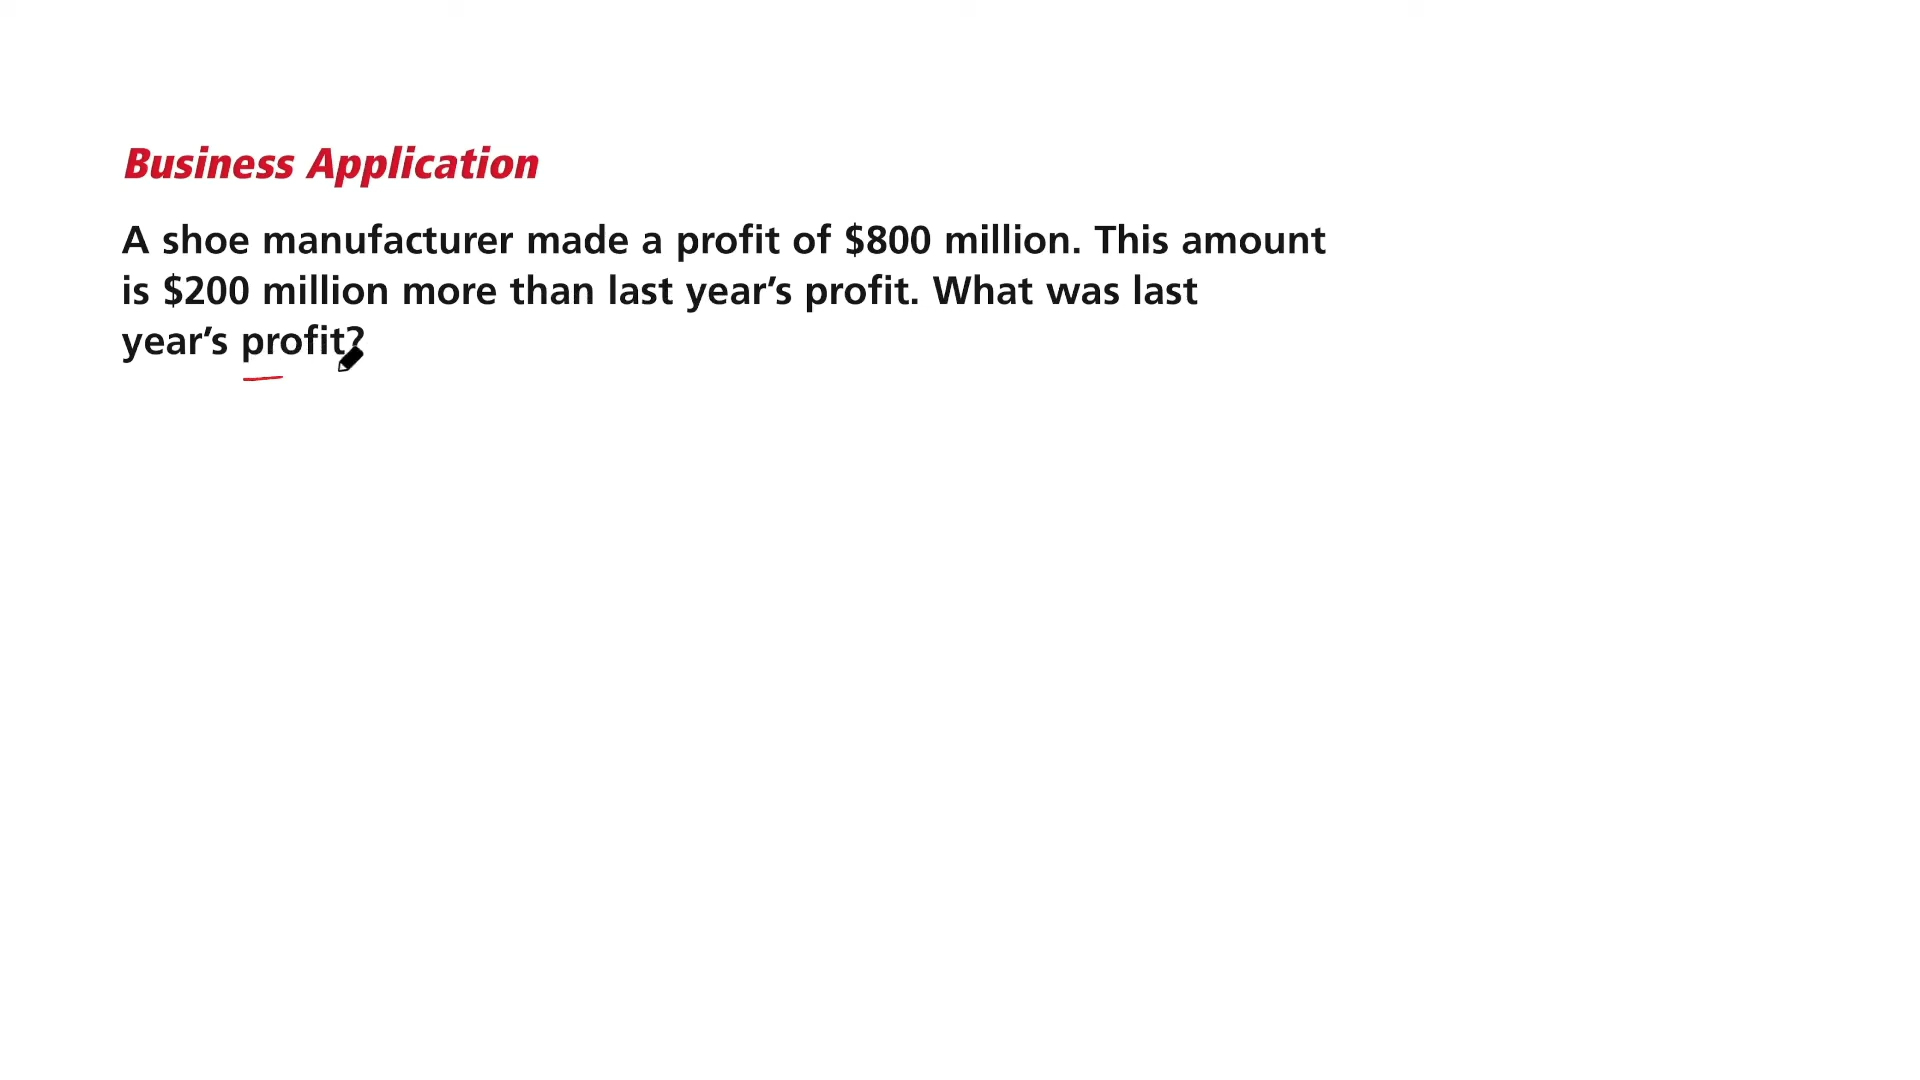 Business Application
A shoe manufacturer made a profit of $800 million. This amount
is $200 million more than last year’s profit. What was last
year’s profit?